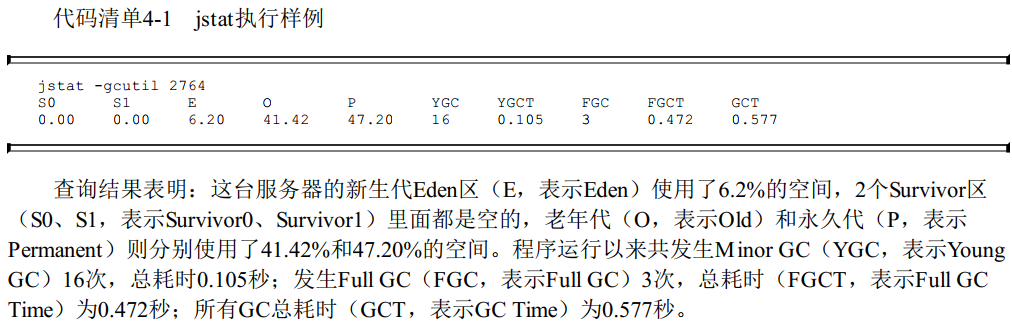 代码清单4-1 jstat执行样例
jstat -gcutil 2764
S0 S1 E O P YGC YGCT FGC FGCT GCT
0.00 0.00 6.20 41.42 47.20 16 0.105 3 0.472 0.577
查询结果表明：这台服务器的新生代Eden区（E，表示Eden）使用了6.2%的空间，2个Survivor区
（S0、S1，表示Survivor0、Survivor1）里面都是空的，老年代（O，表示Old）和永久代（P，表示
Permanent）则分别使用了41.42%和47.20%的空间。程序运行以来共发生Minor GC（YGC，表示Young
GC）16次，总耗时0.105秒；发生Full GC（FGC，表示Full GC）3次，总耗时（FGCT，表示Full GC
Time）为0.472秒；所有GC总耗时（GCT，表示GC Time）为0.577秒。